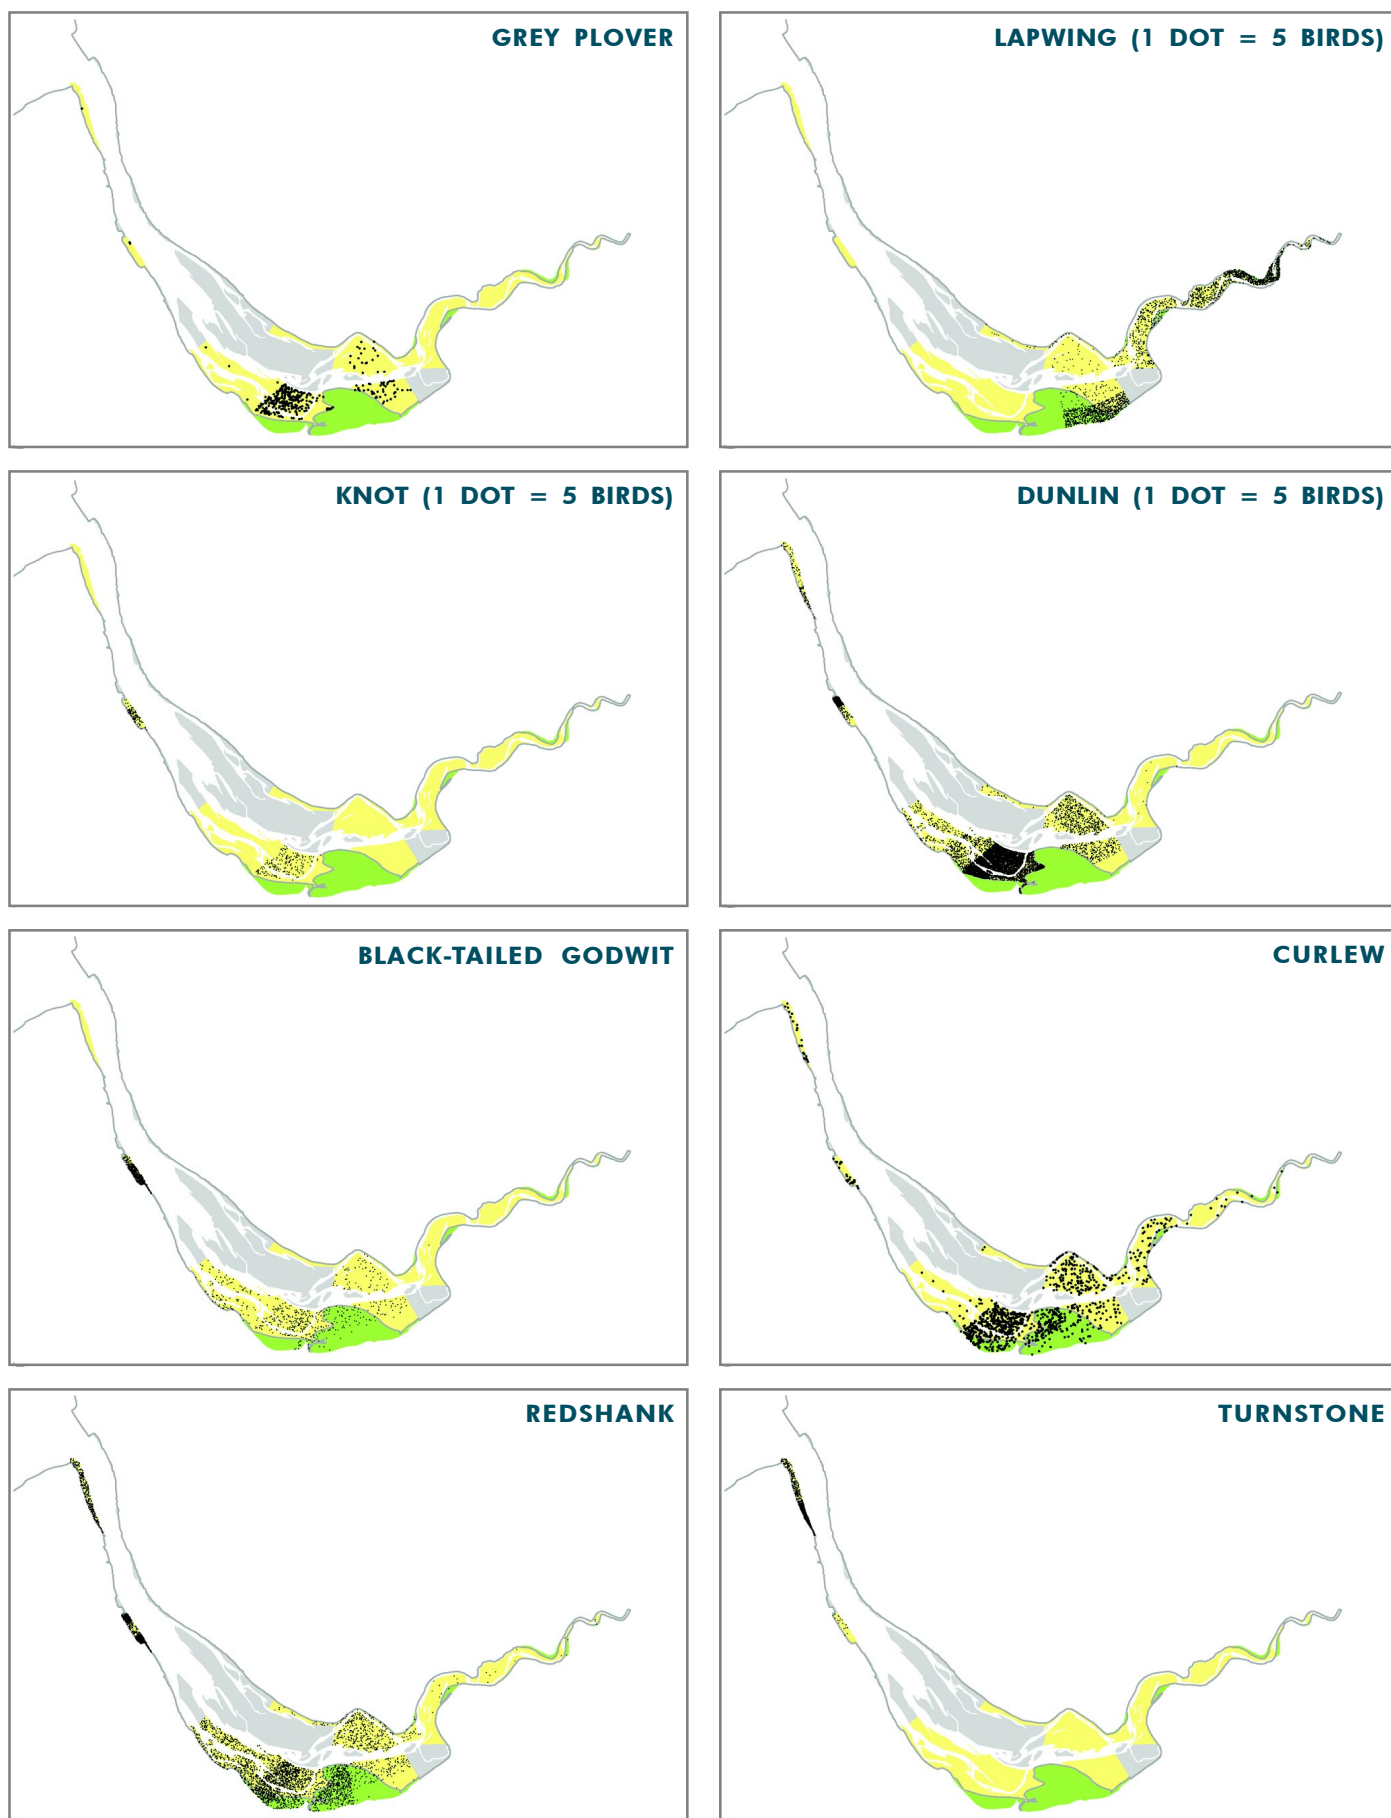 GREY PLOVER
LAPWING (1 DOT = 5 BIRDS)
KNOT (1 DOT = 5 BIRDS)
DUNLIN (1 DOT = 5 BIRDS)
BLACK-TAILED GODWIT
CURLEW
REDSHANK
TURNSTONE